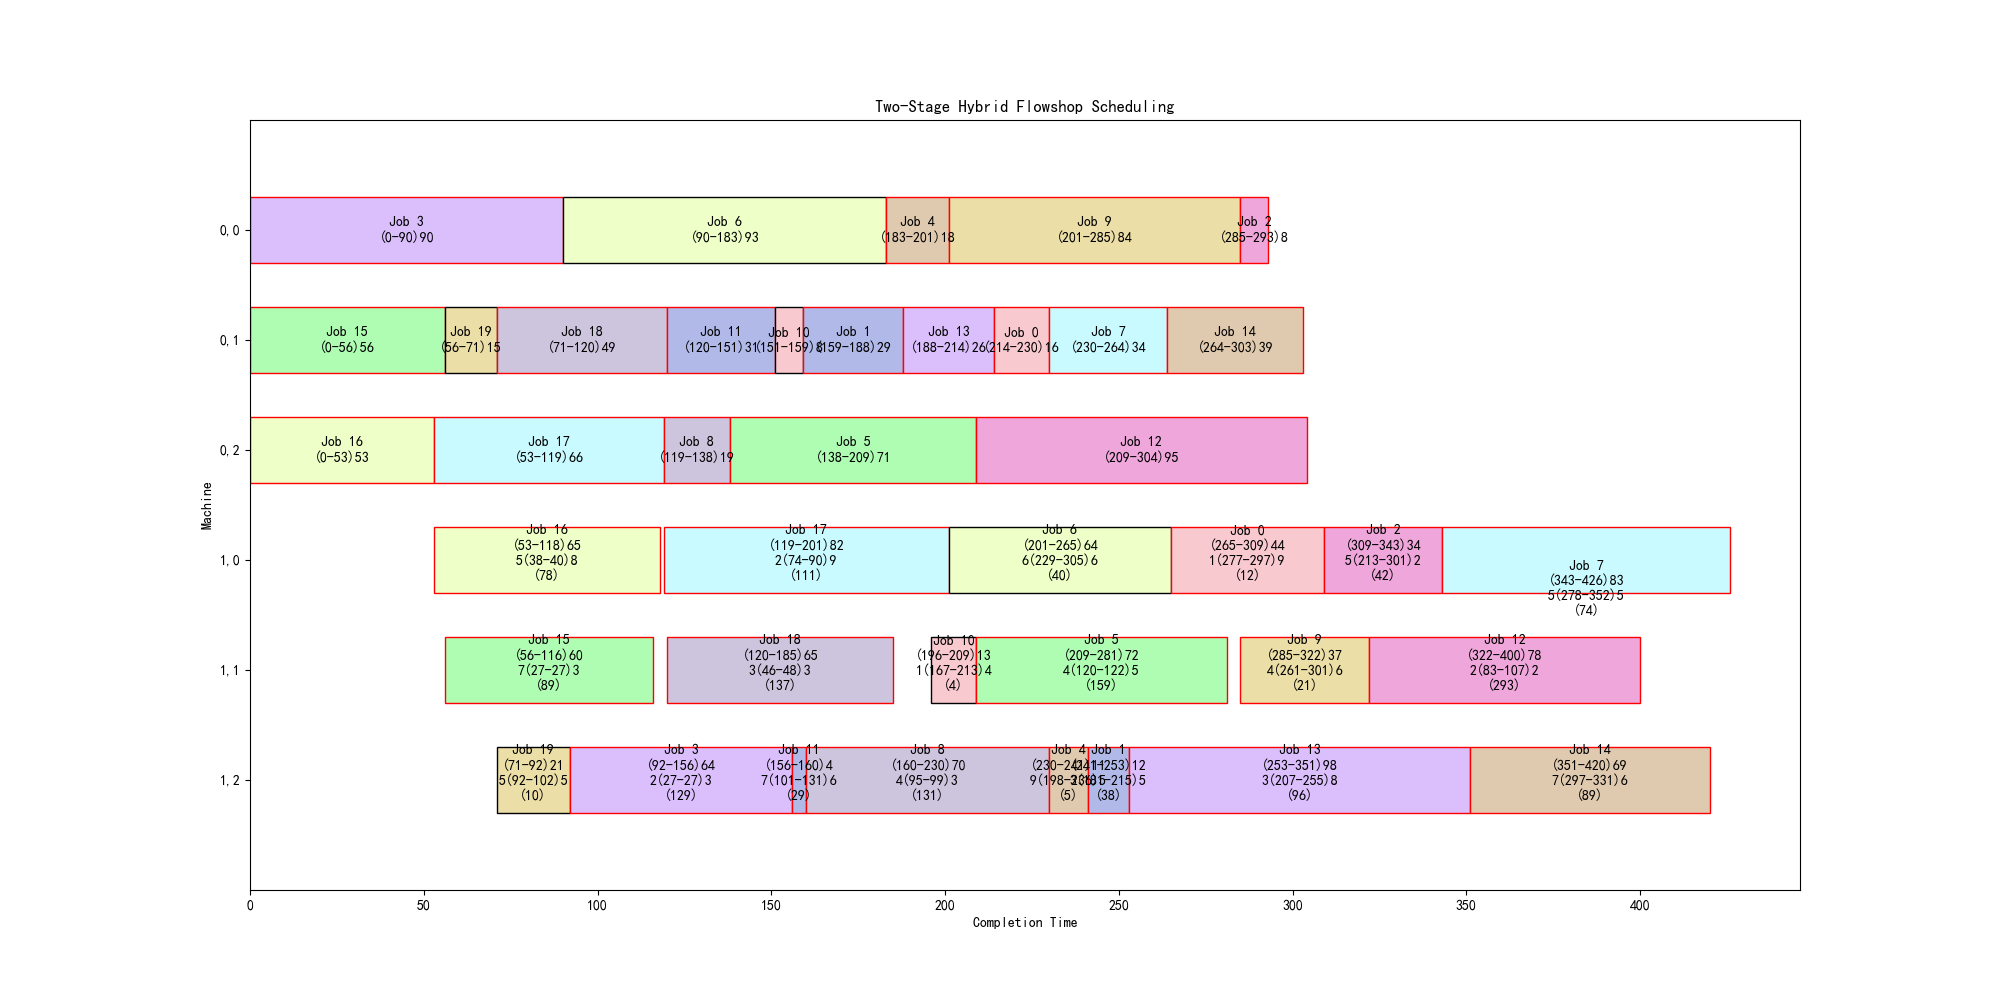 Two-Stage Hybrid Flowshop Scheduling
Machine
0,0
Job 3
(0-90)90
Job 6
(90-183)93
Job 4
(183-201)18
Job 9
(201-285)84
Job 2
(285-293)8
0,1
Job 15
(0-56)56
Job 19
(56-71)15
Job 18
(71-120)49
Job 11
(120-151)31
Job 10
(151-159)8
Job 1
(159-188)29
Job 13
(188-214)26
Job 0
(214-230)16
Job 7
(230-264)34
Job 14
(264-303)39
0,2
Job 16
(0-53)53
Job 17
(53-119)66
Job 8
(119-138)19
Job 5
(138-209)71
Job 12
(209-304)95
1,0
Job 16
(53-118)65
5(38-40)8
(78)
Job 17
(119-201)82
2(74-90)9
(111)
Job 6
(201-265)64
6(229-305)6
(40)
Job 0
(265-309)44
1(277-297)9
(12)
Job 2
(309-343)34
5(213-301)2
(42)
Job 7
(343-426)83
5(278-352)5
(74)
1,1
Job 15
(56-116)60
7(27-27)3
(89)
Job 18
(120-185)65
3(46-48)3
(137)
Job 10
(196-209)13
1(167-213)4
(4)
Job 5
(209-281)72
4(120-122)5
(159)
Job 9
(285-322)37
4(261-301)6
(21)
Job 12
(322-400)78
2(83-107)2
(293)
1,2
Job 19
(71-92)21
5(92-102)5
(10)
Job 3
(92-156)64
2(27-27)3
(129)
Job 11
(156-160)4
7(101-131)6
(29)
Job 8
(160-230)70
4(95-99)3
(131)
Job 4
(5)
Job 1
(241-253)12
(38)
Job 13
(253-351)98
3(207-255)8
(96)
Job 14
(351-420)69
7(297-331)6
(89)
0
50
100
150
200
250
300
350
400
Completion Time